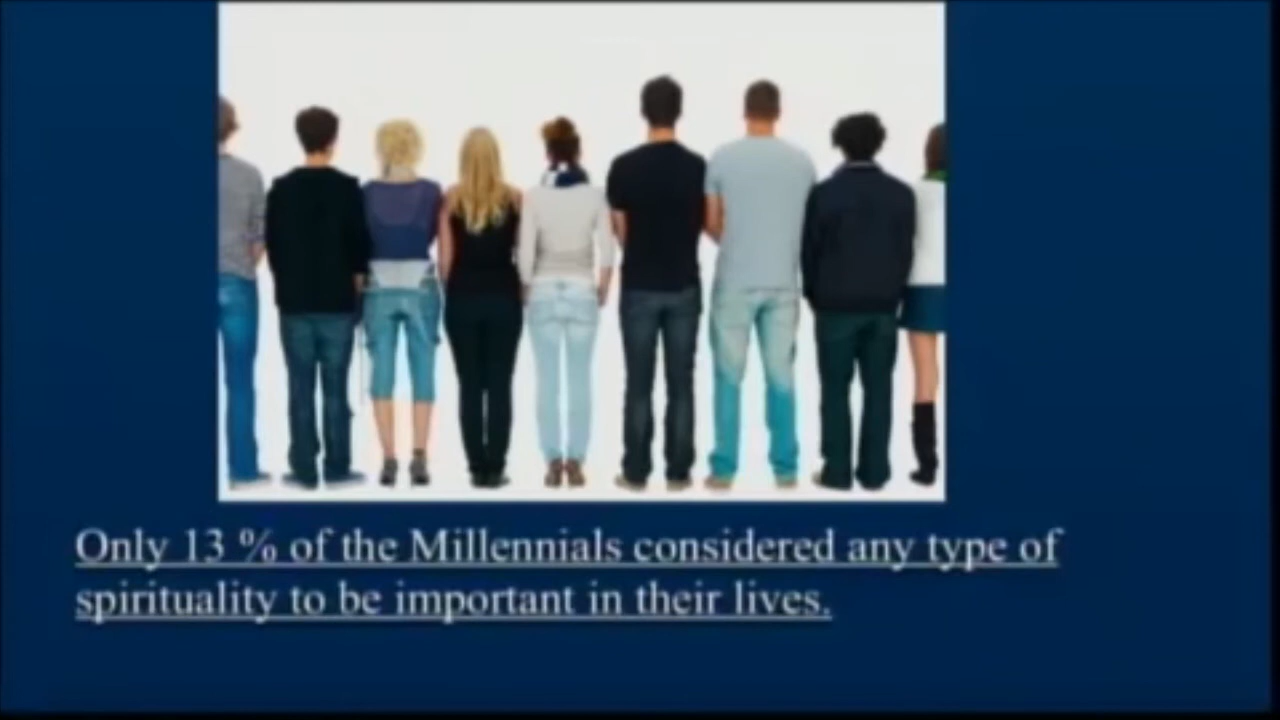 Only 13 % of the Millennials considered any type of
spirituality to be important in their lives.